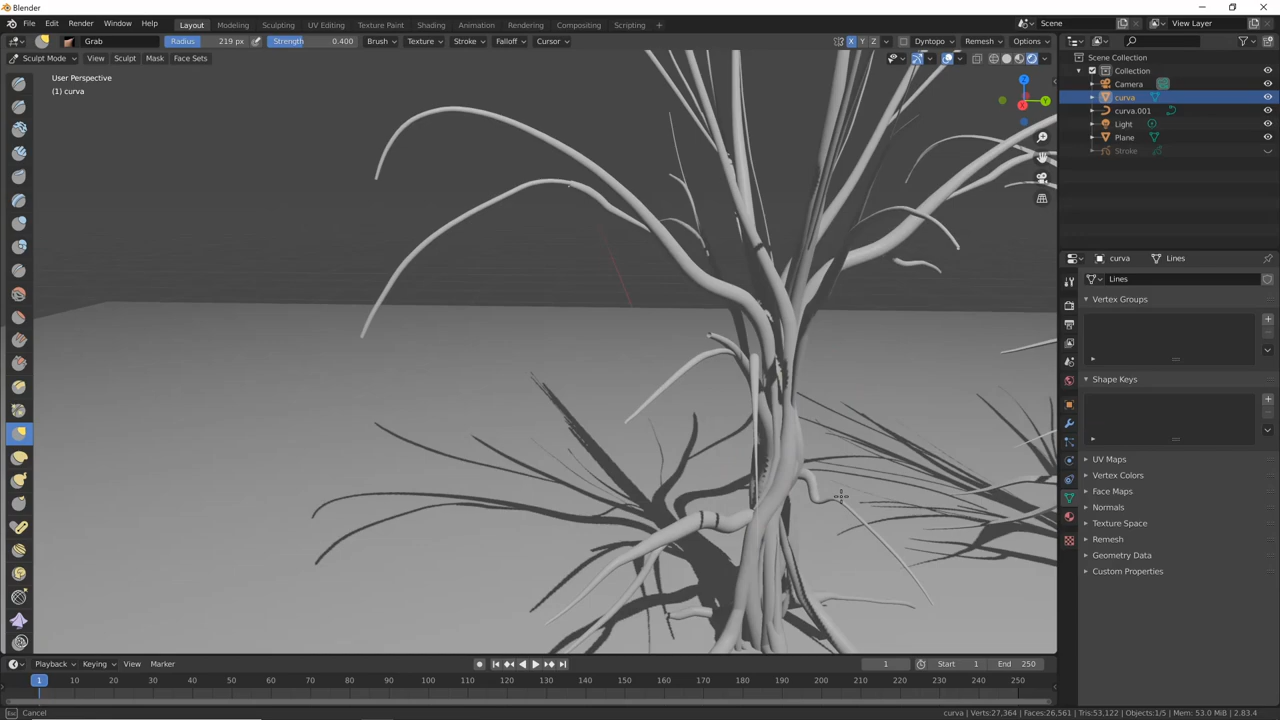 Blender
File Edit Render Window Help Layout Modeling Sculpting UV Editing Texture Paint Shading Animation Rendering Compositing Scripting + Scene View Layer
Grab Radius 219 px Strength 0.400 Brush Texture Stroke Falloff Cursor X Y Z Dyntopo Remesh Options
Sculpt Mode View Sculpt Mask Face Sets
Scene Collection
Collection
Camera
curva
curva.001
Light
Plane
Stroke
User Perspective
(1) curva
Z
Y
X
curva Lines
Lines
Vertex Groups
Shape Keys
UV Maps
Vertex Colors
Face Maps
Normals
Texture Space
Remesh
Geometry Data
Custom Properties
Playback Keying View Marker 1 Start 1 End 250
1 10 20 30 40 50 60 70 80 90 100 110 120 130 140 150 160 170 180 190 200 210 220 230 240 250
Cancel curva | Verts:27,364 | Faces:26,561 | Tris:53,122 | Objects:1/5 | Mem: 53.0 MiB | 2.83.4